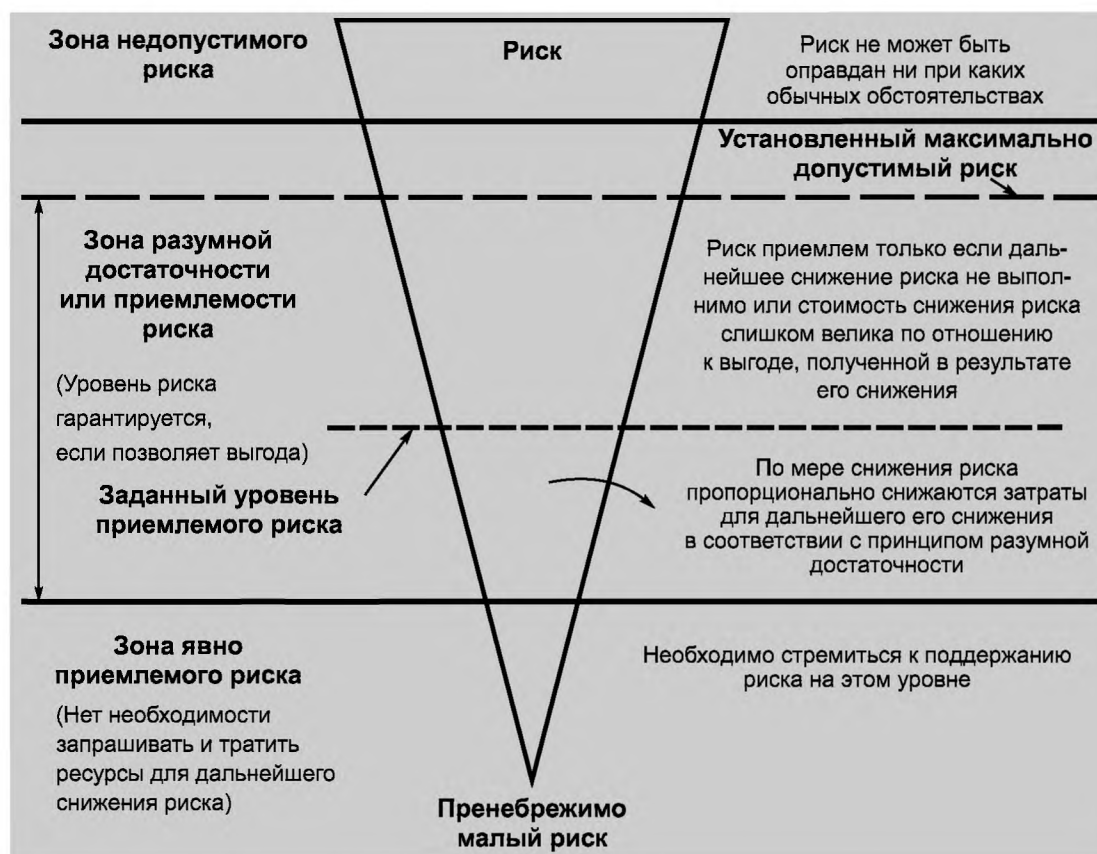 Зона недопустимого
риска
Риск
Риск не может быть
оправдан ни при каких
обычных обстоятельствах
Установленный максимально
допустимый риск
Зона разумной
достаточности
или приемлемости
риска
(Уровень риска
гарантируется,
если позволяет выгода)
Риск приемлем только если даль-
нейшее снижение риска не выпол-
нимо или стоимость снижения риска
слишком велика по отношению
к выгоде, полученной в результате
его снижения
Заданный уровень
приемлемого риска
По мере снижения риска
пропорционально снижаются затраты
для дальнейшего его снижения
в соответствии с принципом разумной
достаточности
Зона явно
приемлемого риска
(Нет необходимости
запрашивать и тратить
ресурсы для дальнейшего
снижения риска)
Необходимо стремиться к поддержанию
риска на этом уровне
Пренебрежимо
малый риск